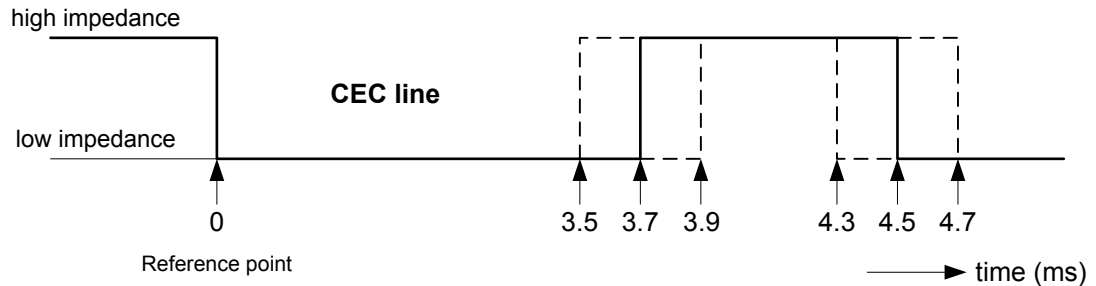 high impedance
CEC line
low impedance
0 3.5 3.7 3.9 4.3 4.5 4.7
Reference point
time (ms)